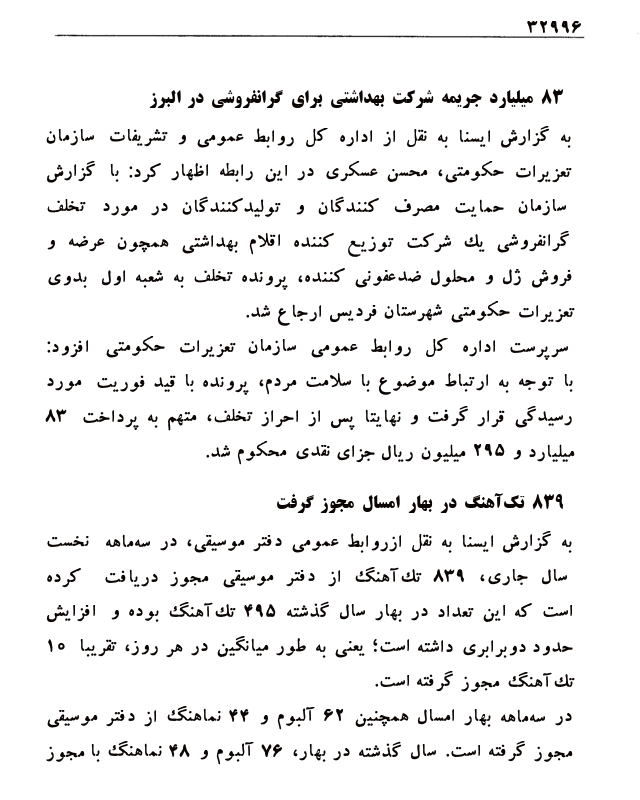 ۳۲۹۹۶
۸۳ میلیارد جریمه شرکت بهداشتی برای گرانفروشی در البرز
به گزارش ایسنا به نقل از اداره کل روابط عمومی و تشریفات سازمان
تعزیرات حکومتی، محسن عسکری در این رابطه اظهار کرد: با گزارش
سازمان حمایت مصرف کنندگان و تولیدکنندگان در مورد تخلف
گرانفروشی یك شرکت توزیع کننده اقلام بهداشتی همچون عرضه و
فروش ژل و محلول ضدعفونی کننده، پرونده تخلف به شعبه اول بدوی
تعزیرات حکومتی شهرستان فردیس ارجاع شد.
سرپرست اداره کل روابط عمومی سازمان تعزیرات حکومتی افزود:
با توجه به ارتباط موضوع با سلامت مردم، پرونده با قید فوریت مورد
رسیدگی قرار گرفت و نهایتا پس از احراز تخلف، متهم به پرداخت ۸۳
میلیارد و ۲۹۵ میلیون ریال جزای نقدی محکوم شد.
۸۳۹ تک‌آهنگ در بهار امسال مجوز گرفت
به گزارش ایسنا به نقل ازروابط عمومی دفتر موسیقی، در سه‌ماهه نخست
سال جاری، ۸۳۹ تك‌آهنگ از دفتر موسیقی مجوز دریافت کرده
است که این تعداد در بهار سال گذشته ۴۹۵ تك‌آهنگ بوده و افزایش
حدود دوبرابری داشته است؛ یعنی به طور میانگین در هر روز، تقریبا ۱۰
تك‌آهنگ مجوز گرفته است.
در سه‌ماهه بهار امسال همچنین ۶۲ آلبوم و ۴۴ نماهنگ از دفتر موسیقی
مجوز گرفته است. سال گذشته در بهار، ۷۶ آلبوم و ۴۸ نماهنگ با مجوز